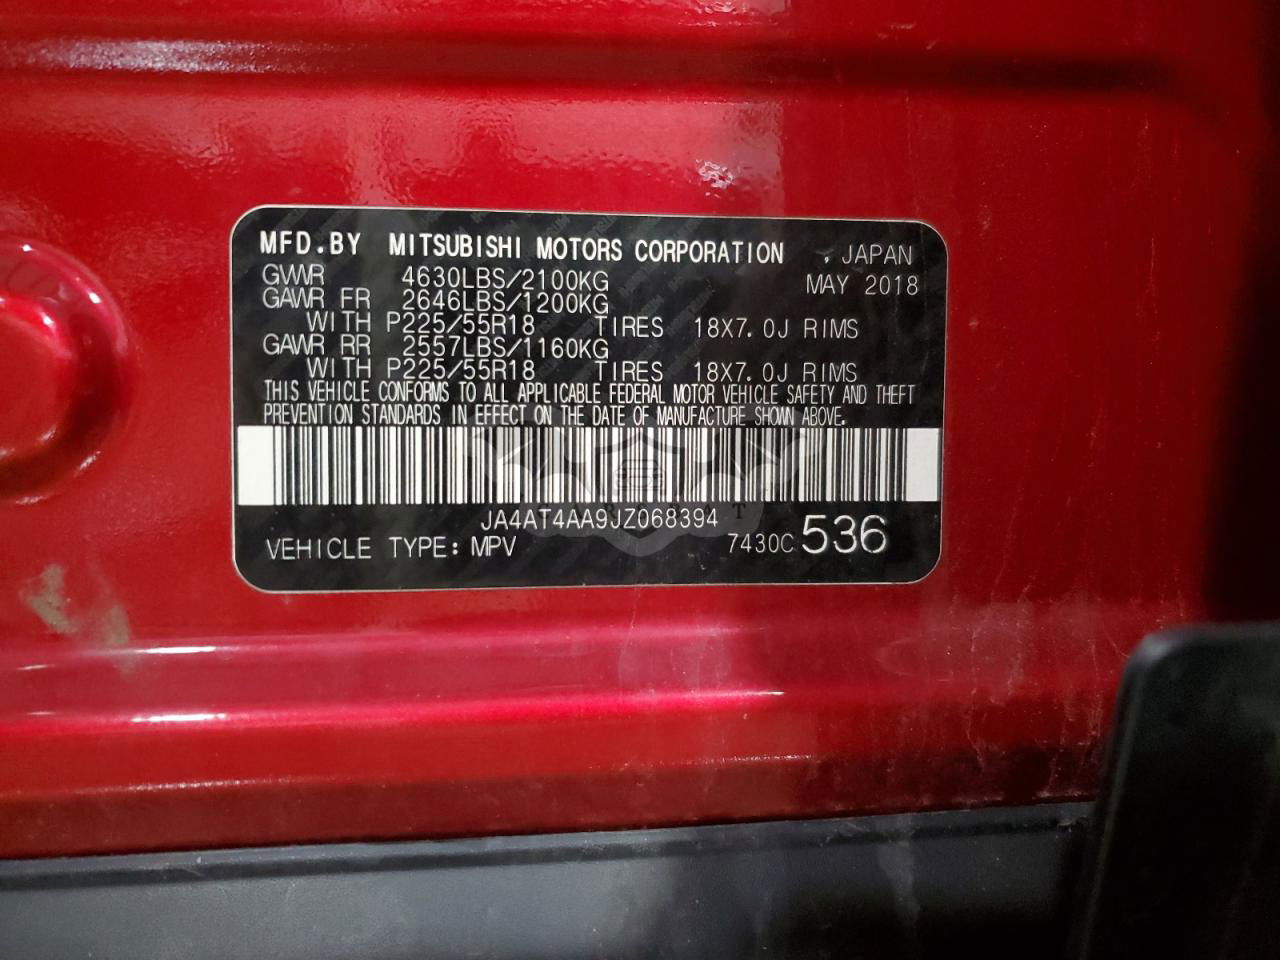 MFD.BY MITSUBISHI MOTORS CORPORATION , JAPAN
GVWR 4630LBS/2100KG MAY 2018
GAWR FR 2646LBS/1200KG
WITH P225/55R18 TIRES 18X7.0J RIMS
GAWR RR 2557LBS/1160KG
WITH P225/55R18 TIRES 18X7.0J RIMS
THIS VEHICLE CONFORMS TO ALL APPLICABLE FEDERAL MOTOR VEHICLE SAFETY AND THEFT
PREVENTION STANDARDS IN EFFECT ON THE DATE OF MANUFACTURE SHOWN ABOVE.
JA4AT4AA9JZ068394
VEHICLE TYPE: MPV 7430C 536